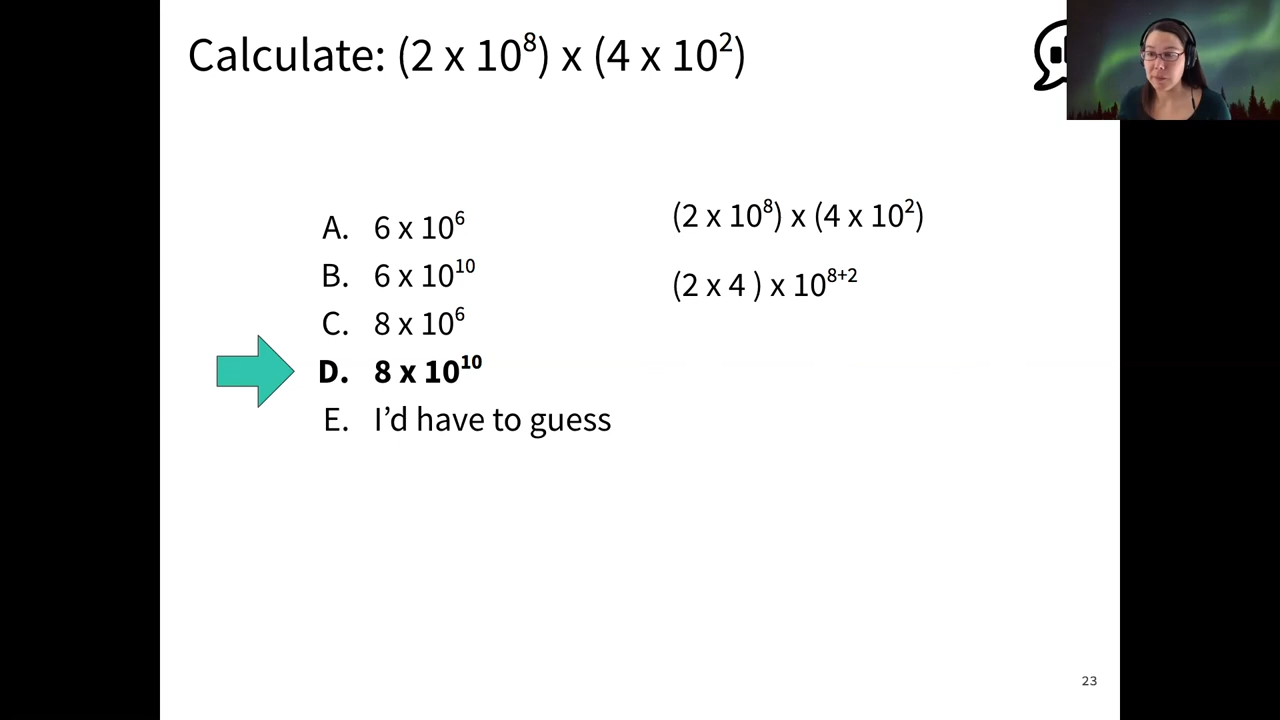 Calculate: (2 x 10⁸) x (4 x 10²)
A. 6 x 10⁶
B. 6 x 10¹⁰
C. 8 x 10⁶
D. 8 x 10¹⁰
E. I’d have to guess
(2 x 10⁸) x (4 x 10²)
(2 x 4 ) x 10⁸⁺²
23